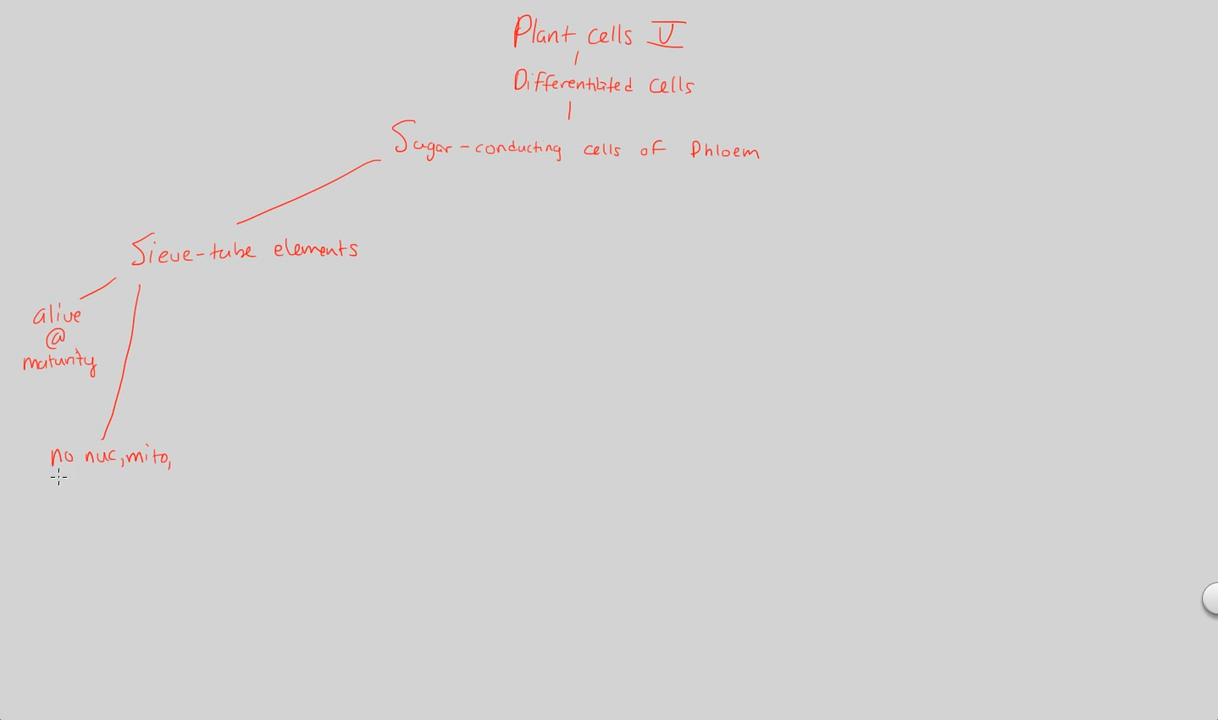 Plant cells V
Differentiated cells
Sugar-conducting cells of Phloem
Sieve-tube elements
alive
@
maturity
no nuc, mito,